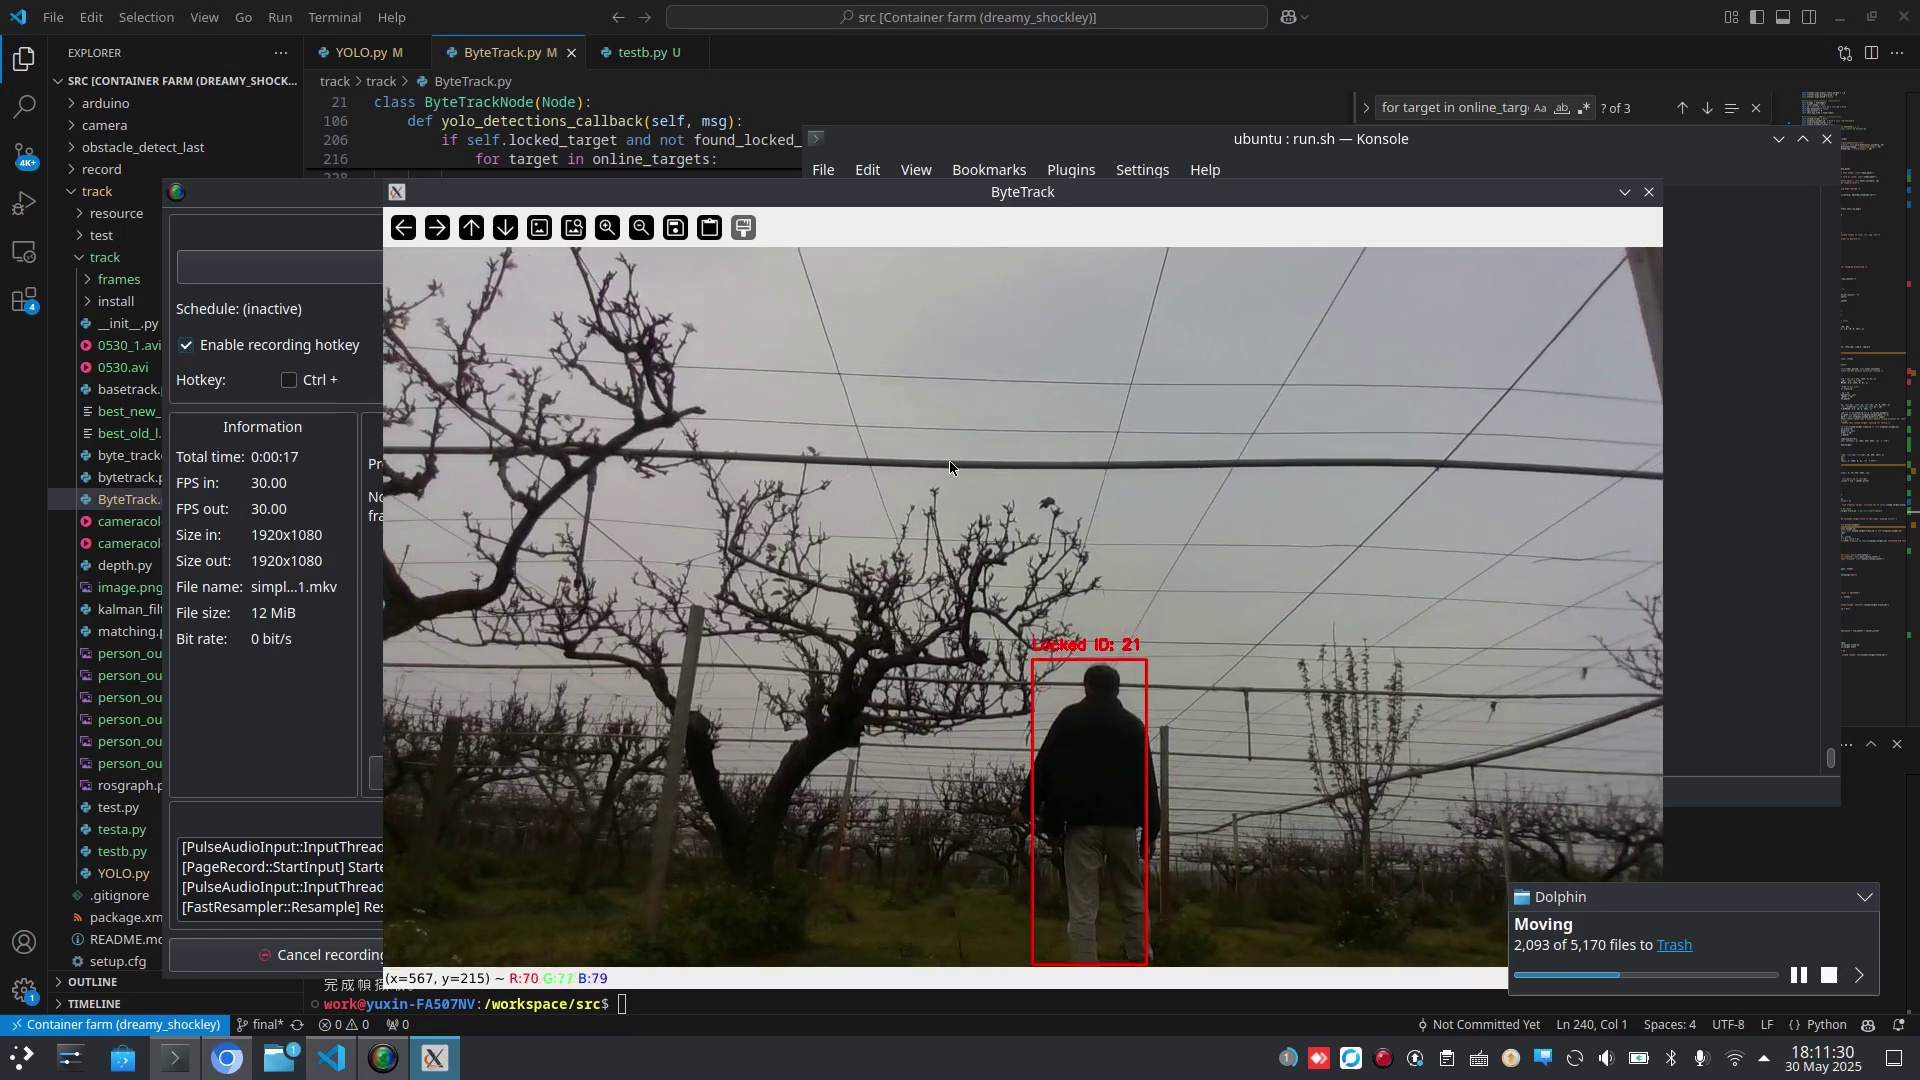 File Edit Selection View Go Run Terminal Help
src [Container farm (dreamy_shockley)]
EXPLORER
YOLO.py M
ByteTrack.py M
testb.py U
SRC [CONTAINER FARM (DREAMY_SHOCK...
track > track > ByteTrack.py
arduino
camera
obstacle_detect_last
record
track
resource
test
track
frames
install
__init__.py
0530_1.avi
0530.avi
basetrack.
best_new_
best_old_l.
byte_track
bytetrack.p
ByteTrack.
cameracol
cameracol
depth.py
image.png
kalman_filt
matching.p
person_ou
person_ou
person_ou
person_ou
person_ou
person_ou
rosgraph.p
test.py
testa.py
testb.py
YOLO.py
.gitignore
package.xm
README.md
setup.cfg
OUTLINE
TIMELINE
4K+
4
1
21 class ByteTrackNode(Node):
106 def yolo_detections_callback(self, msg):
206 if self.locked_target and not found_locked_
216 for target in online_targets:
for target in online_targ
Aa ab
? of 3
ubuntu : run.sh — Konsole
File Edit View Bookmarks Plugins Settings Help
ByteTrack
Schedule: (inactive)
Enable recording hotkey
Hotkey: Ctrl +
Information
Total time: 0:00:17
FPS in: 30.00
FPS out: 30.00
Size in: 1920x1080
Size out: 1920x1080
File name: simpl...1.mkv
File size: 12 MiB
Bit rate: 0 bit/s
Pr
No
fra
[PulseAudioInput::InputThread
[PageRecord::StartInput] Starte
[PulseAudioInput::InputThread
[FastResampler::Resample] Res
Cancel recording
Locked ID: 21
(x=567, y=215) ~ R:70 G:77 B:79
work@yuxin-FA507NV:/workspace/src$
Dolphin
Moving
2,093 of 5,170 files to Trash
Container farm (dreamy_shockley)
final*
0 0
0
Not Committed Yet
Ln 240, Col 1
Spaces: 4
UTF-8
LF
Python
1
1
18:11:30
30 May 2025